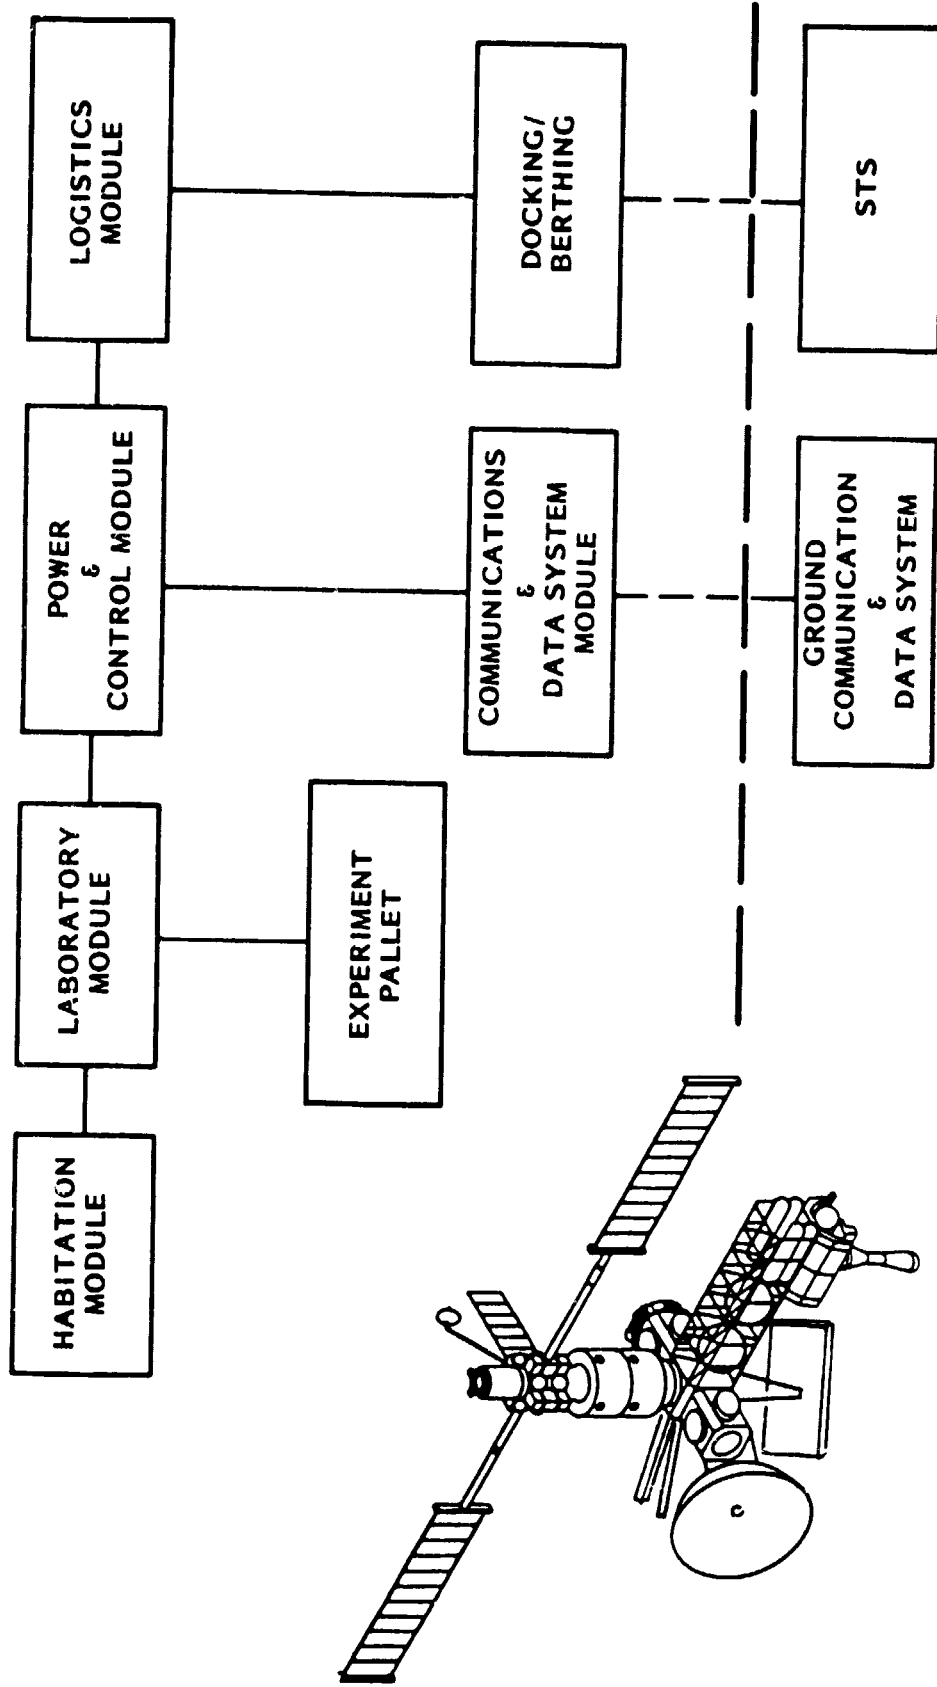 HABITATION
MODULE
LABORATORY
MODULE
POWER
&
CONTROL MODULE
LOGISTICS
MODULE
EXPERIMENT
PALLET
COMMUNICATIONS
&
DATA SYSTEM
MODULE
DOCKING/
BERTHING
GROUND
COMMUNICATION
&
DATA SYSTEM
STS